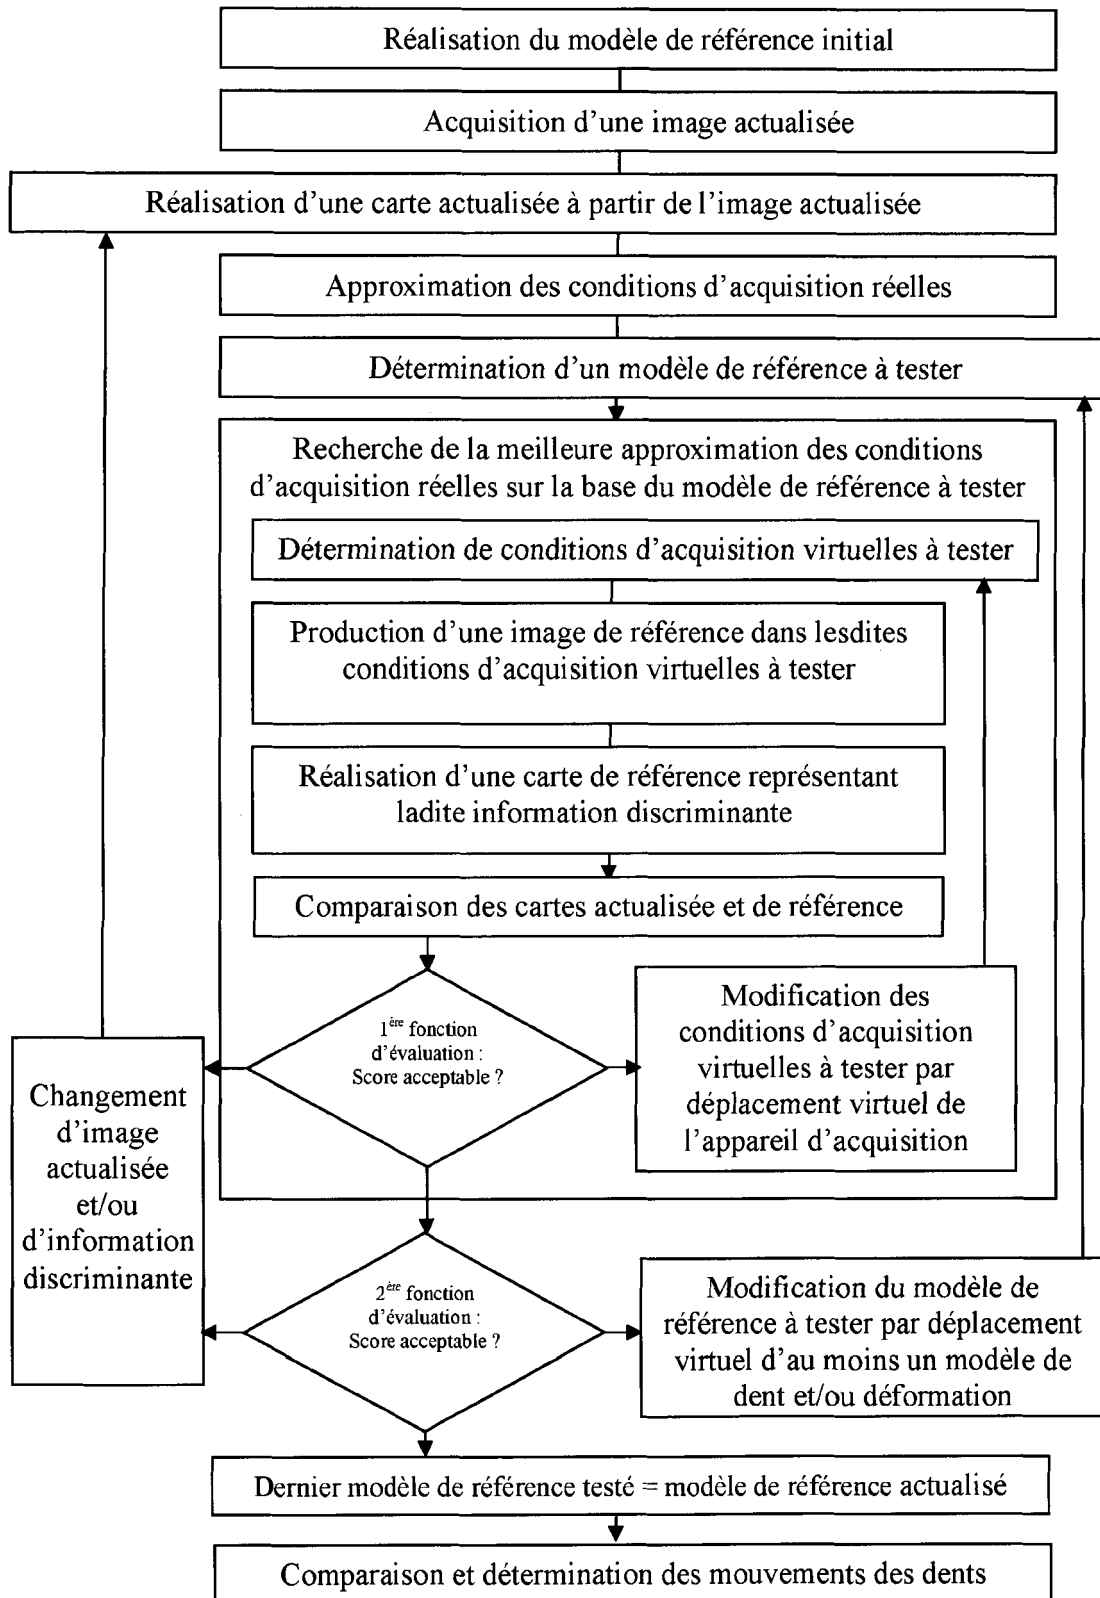 Réalisation du modèle de référence initial
Acquisition d'une image actualisée
Réalisation d'une carte actualisée à partir de l'image actualisée
Approximation des conditions d'acquisition réelles
Détermination d'un modèle de référence à tester
Recherche de la meilleure approximation des conditions
d'acquisition réelles sur la base du modèle de référence à tester
Détermination de conditions d'acquisition virtuelles à tester
Production d'une image de référence dans lesdites
conditions d'acquisition virtuelles à tester
Réalisation d'une carte de référence représentant
ladite information discriminante
Comparaison des cartes actualisée et de référence
1ère fonction
d'évaluation :
Score acceptable ?
Modification des
conditions d'acquisition
virtuelles à tester par
déplacement virtuel de
l'appareil d'acquisition
Changement
d'image
actualisée
et/ou
d'information
discriminante
2ère fonction
d'évaluation :
Score acceptable ?
Modification du modèle de
référence à tester par déplacement
virtuel d'au moins un modèle de
dent et/ou déformation
Dernier modèle de référence testé = modèle de référence actualisé
Comparaison et détermination des mouvements des dents